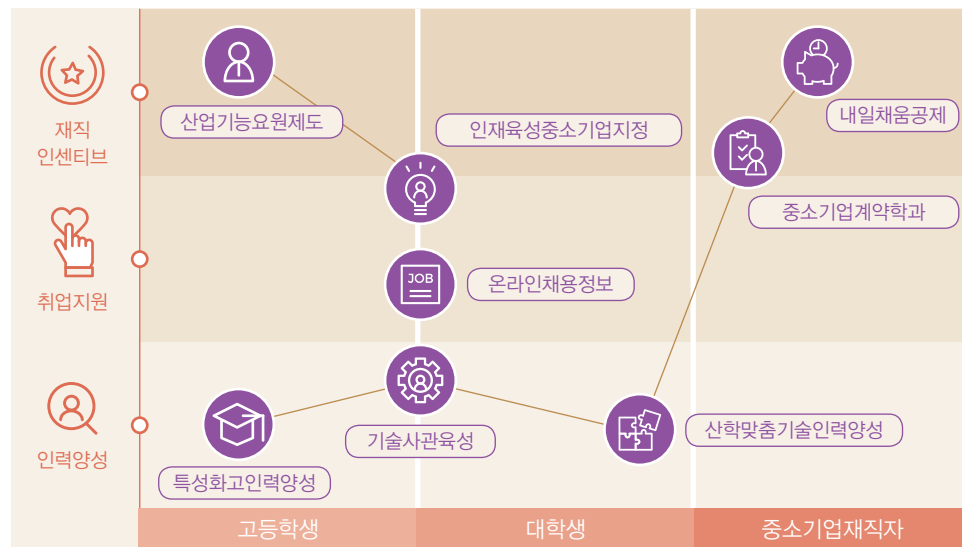 재직
인센티브
산업기능요원제도
인재육성중소기업지정
내일채움공제
중소기업계약학과
취업지원
JOB
온라인채용정보
인력양성
특성화고인력양성
기술사관육성
산학맞춤기술인력양성
고등학생
대학생
중소기업재직자